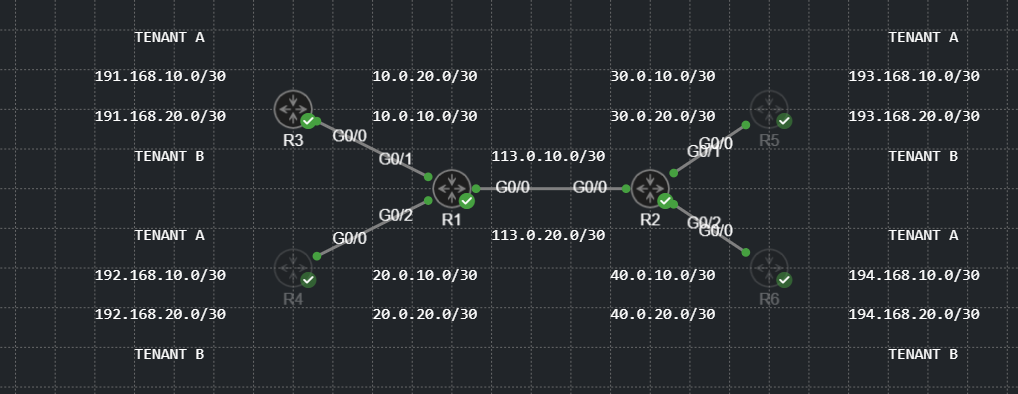 TENANT A
TENANT A
191.168.10.0/30
10.0.20.0/30
30.0.10.0/30
193.168.10.0/30
191.168.20.0/30
10.0.10.0/30
30.0.20.0/30
193.168.20.0/30
R3
G0/0
G0/0
R5
TENANT B
G0/1
113.0.10.0/30
G0/1
TENANT B
G0/0
G0/0
R1
R2
G0/2
G0/2
TENANT A
G0/0
113.0.20.0/30
G0/0
TENANT A
192.168.10.0/30
20.0.10.0/30
40.0.10.0/30
194.168.10.0/30
R4
R6
192.168.20.0/30
20.0.20.0/30
40.0.20.0/30
194.168.20.0/30
TENANT B
TENANT B